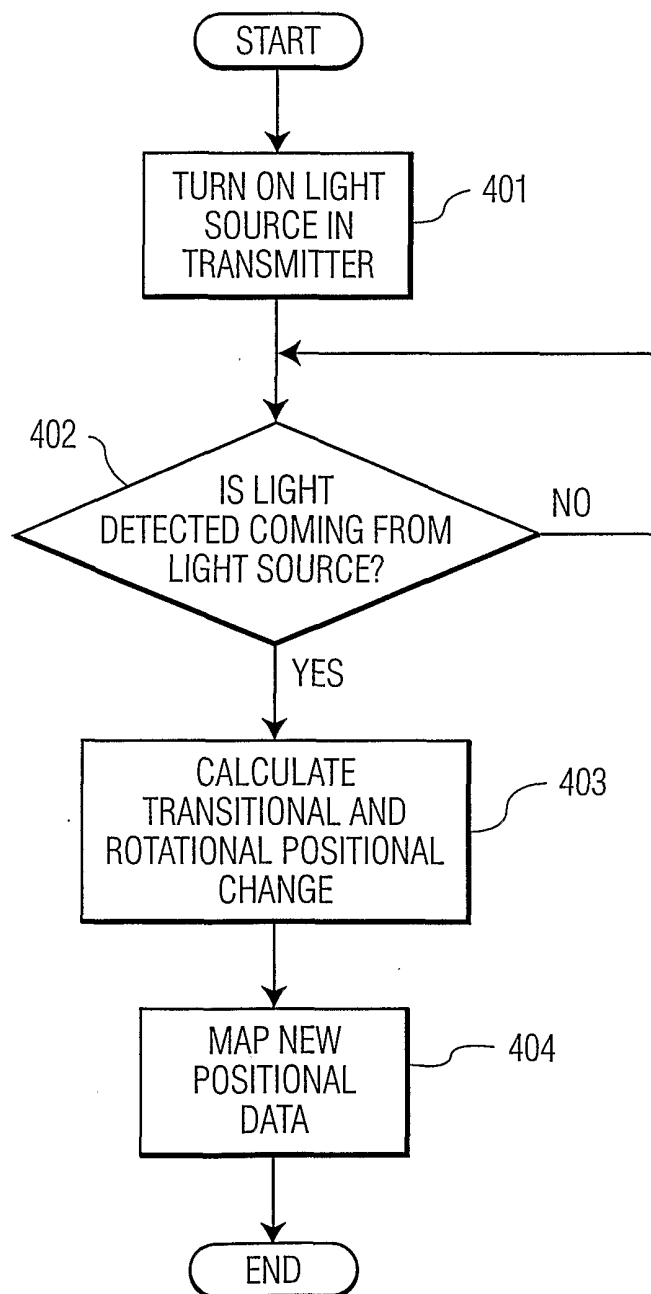 START
TURN ON LIGHT
SOURCE IN
TRANSMITTER
401
402
IS LIGHT
DETECTED COMING FROM
LIGHT SOURCE?
NO
YES
CALCULATE
TRANSITIONAL AND
ROTATIONAL POSITIONAL
CHANGE
403
MAP NEW
POSITIONAL
DATA
404
END